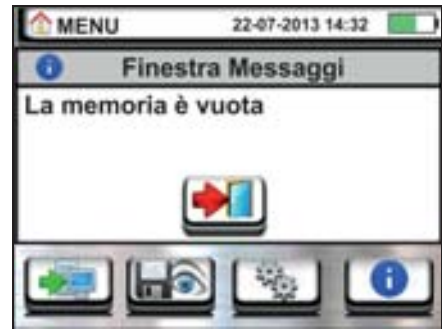 MENU 22-07-2013 14:32
Finestra Messaggi
La memoria è vuota